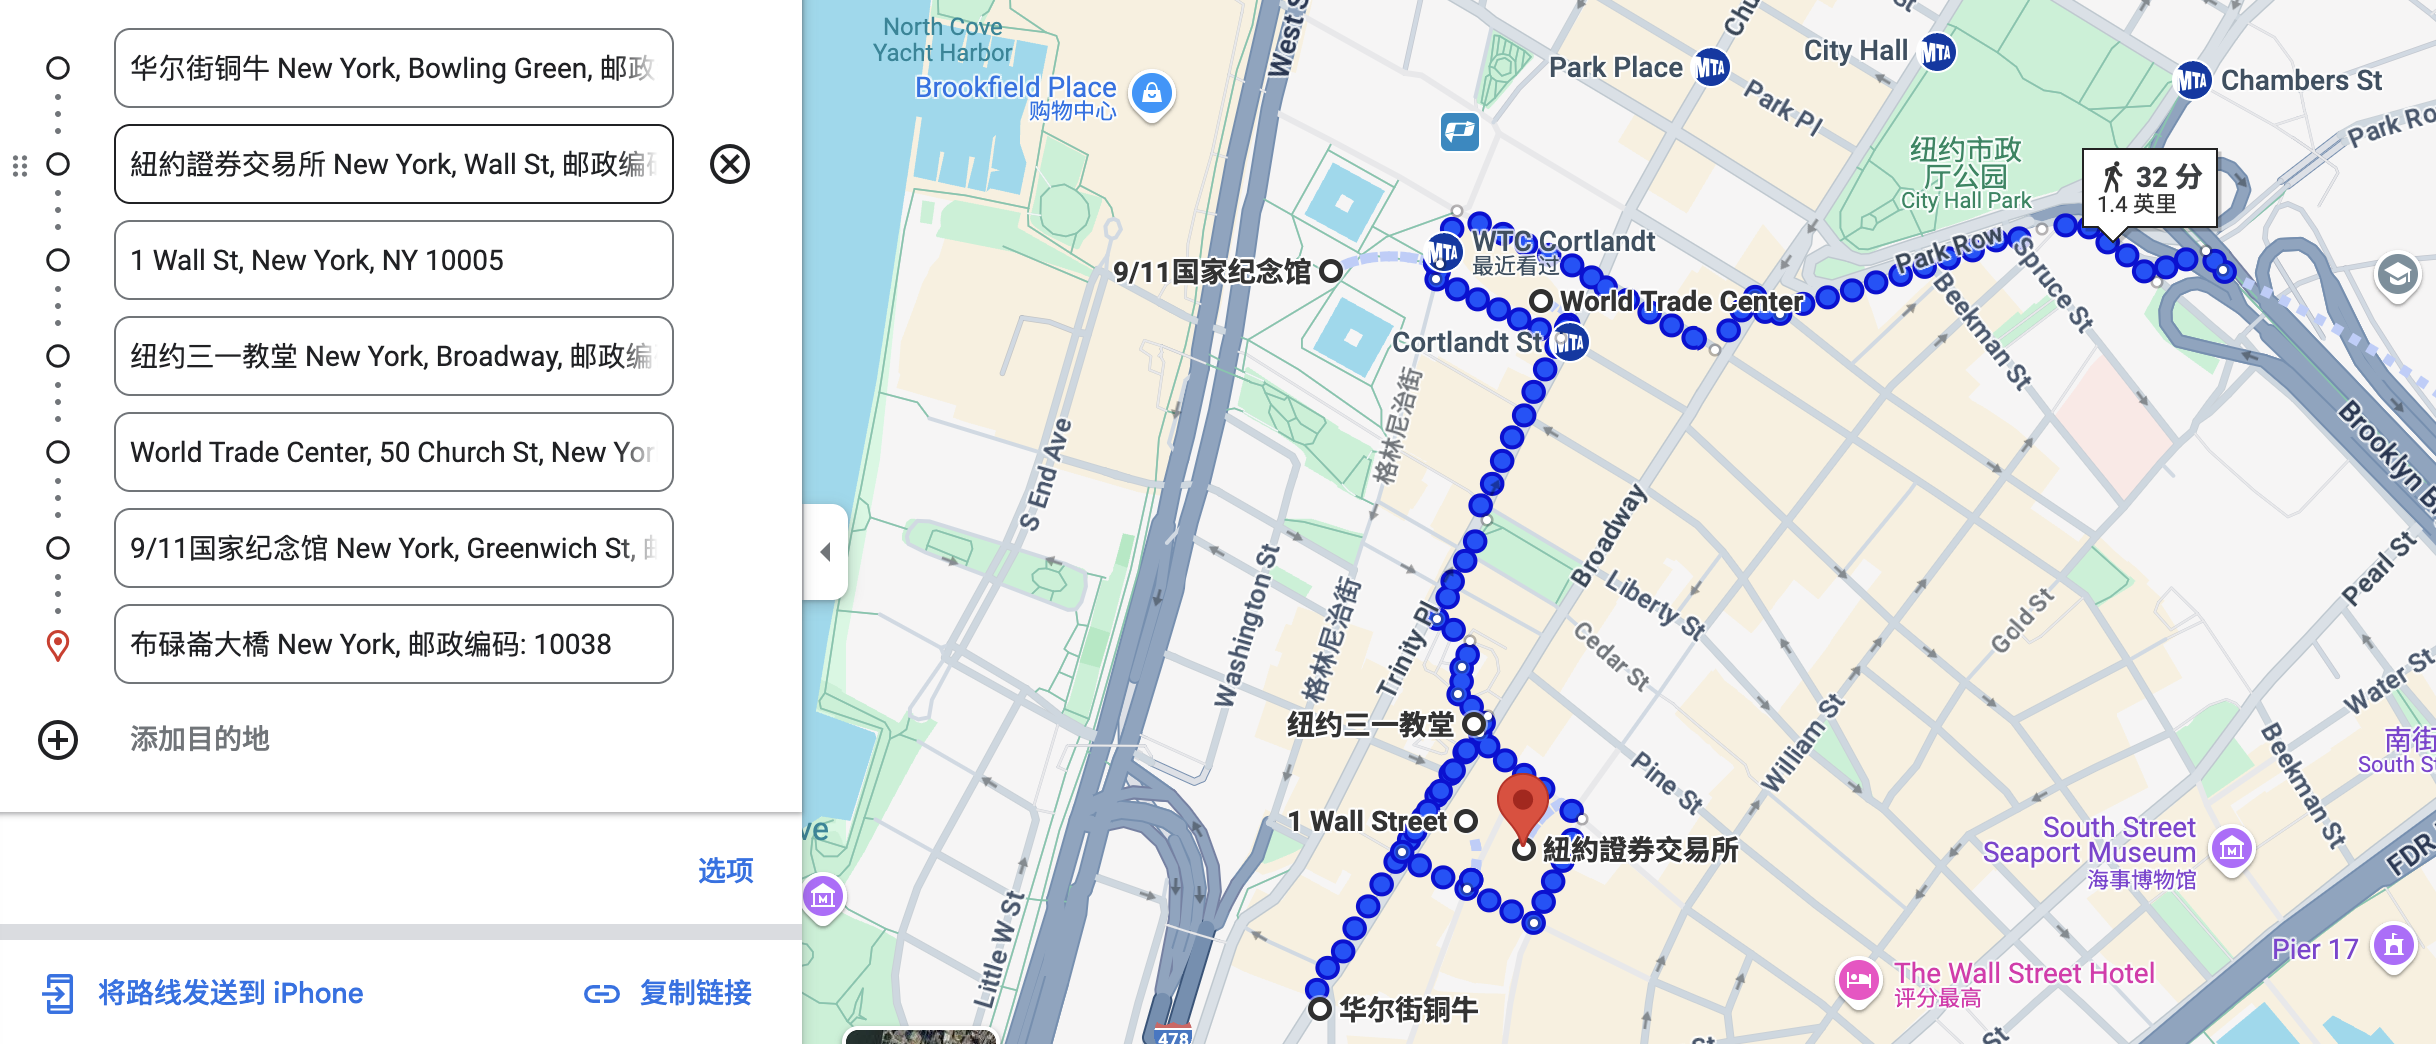 华尔街铜牛 New York, Bowling Green, 邮政
紐約證券交易所 New York, Wall St, 邮政编码
1 Wall St, New York, NY 10005
纽约三一教堂 New York, Broadway, 邮政编
World Trade Center, 50 Church St, New Yor
9/11国家纪念馆 New York, Greenwich St,
布碌崙大橋 New York, 邮政编码: 10038
添加目的地
选项
将路线发送到 iPhone
复制链接
North Cove
Yacht Harbor
Brookfield Place
购物中心
West S
Park Place
MTA
Park Pl
City Hall
MTA
MTA
Chambers St
Park Ro
纽约市政
厅公园
City Hall Park
32 分
1.4 英里
9/11国家纪念馆
MTA
WTC Cortlandt
最近看过
World Trade Center
Cortlandt St
MTA
Park Row
Spruce St
Beekman St
Brooklyn B
格林尼治街
S End Ave
Broadway
Liberty St
Cedar St
Gold St
Pearl St
Water St
Washington St
格林尼治街
Trinity Pl
纽约三一教堂
1 Wall Street
紐約證券交易所
Pine St
William St
Beekman St
南街
South St
South Street
Seaport Museum
海事博物馆
FDR
Pier 17
The Wall Street Hotel
评分最高
Little W St
华尔街铜牛
478
St